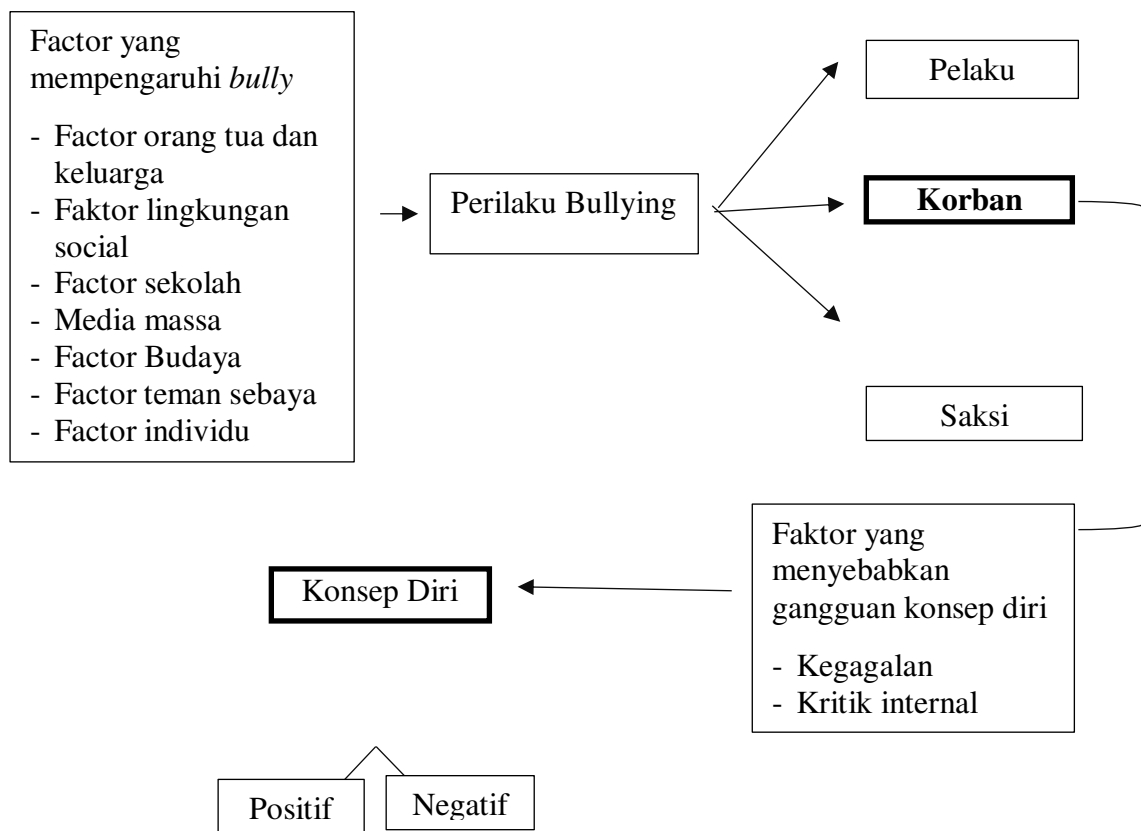 Factor yang
mempengaruhi bully
- Factor orang tua dan
keluarga
- Faktor lingkungan
social
- Factor sekolah
- Media massa
- Factor Budaya
- Factor teman sebaya
- Factor individu
Perilaku Bullying
Pelaku
Korban
Saksi
Faktor yang
menyebabkan
gangguan konsep diri
- Kegagalan
- Kritik internal
Konsep Diri
Positif
Negatif